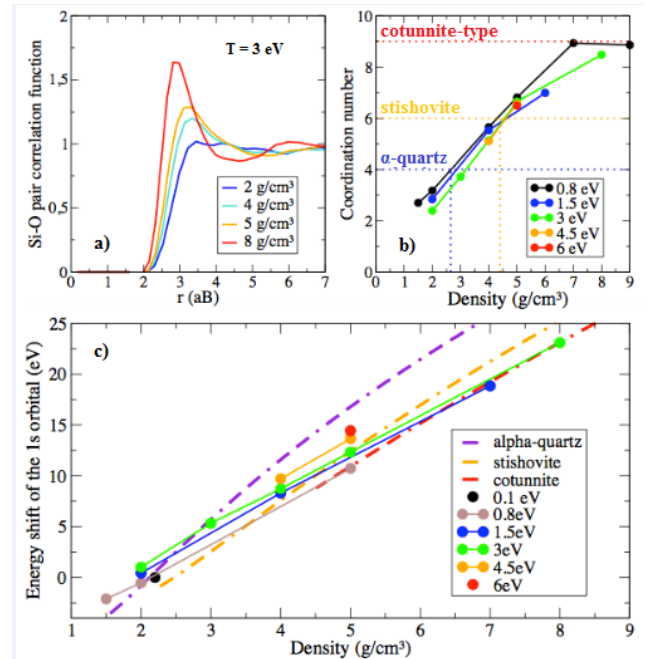 Si-O pair correlation function
2
1.5
1
0.5
0
a)
T = 3 eV
2 g/cm³
4 g/cm³
5 g/cm³
8 g/cm³
0 1 2 3 4 5 6 7
r (aB)
Coordination number
10
8
6
4
2
0
b)
cotunnite-type
stishovite
α-quartz
0.8 eV
1.5 eV
3 eV
4.5 eV
6 eV
0 1 2 3 4 5 6 7 8 9
Density (g/cm³)
Energy shift of the 1s orbital (eV)
25
20
15
10
5
0
-5
c)
alpha-quartz
stishovite
cotunnite
0.1 eV
0.8eV
1.5eV
3eV
4.5eV
6eV
1 2 3 4 5 6 7 8 9
Density (g/cm³)